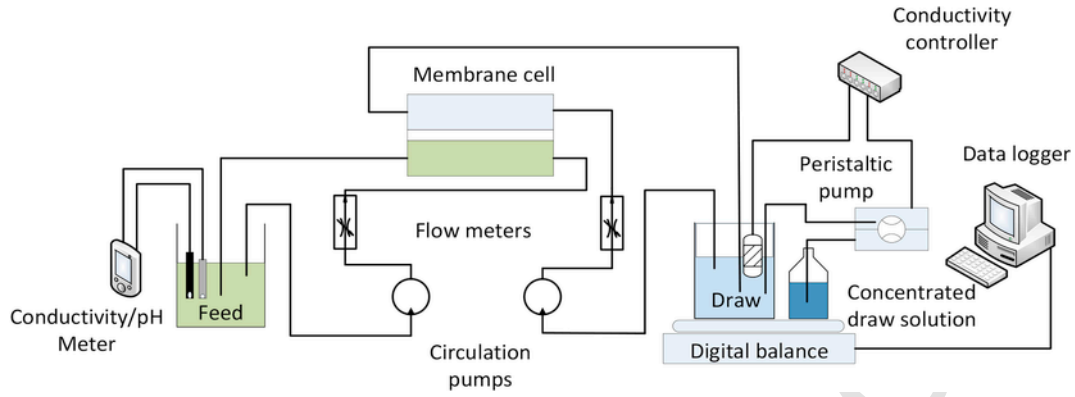 Conductivity
controller
Membrane cell
Peristaltic
pump
Data logger
Flow meters
Feed
Draw
Concentrated
draw solution
Conductivity/pH
Meter
Circulation
pumps
Digital balance